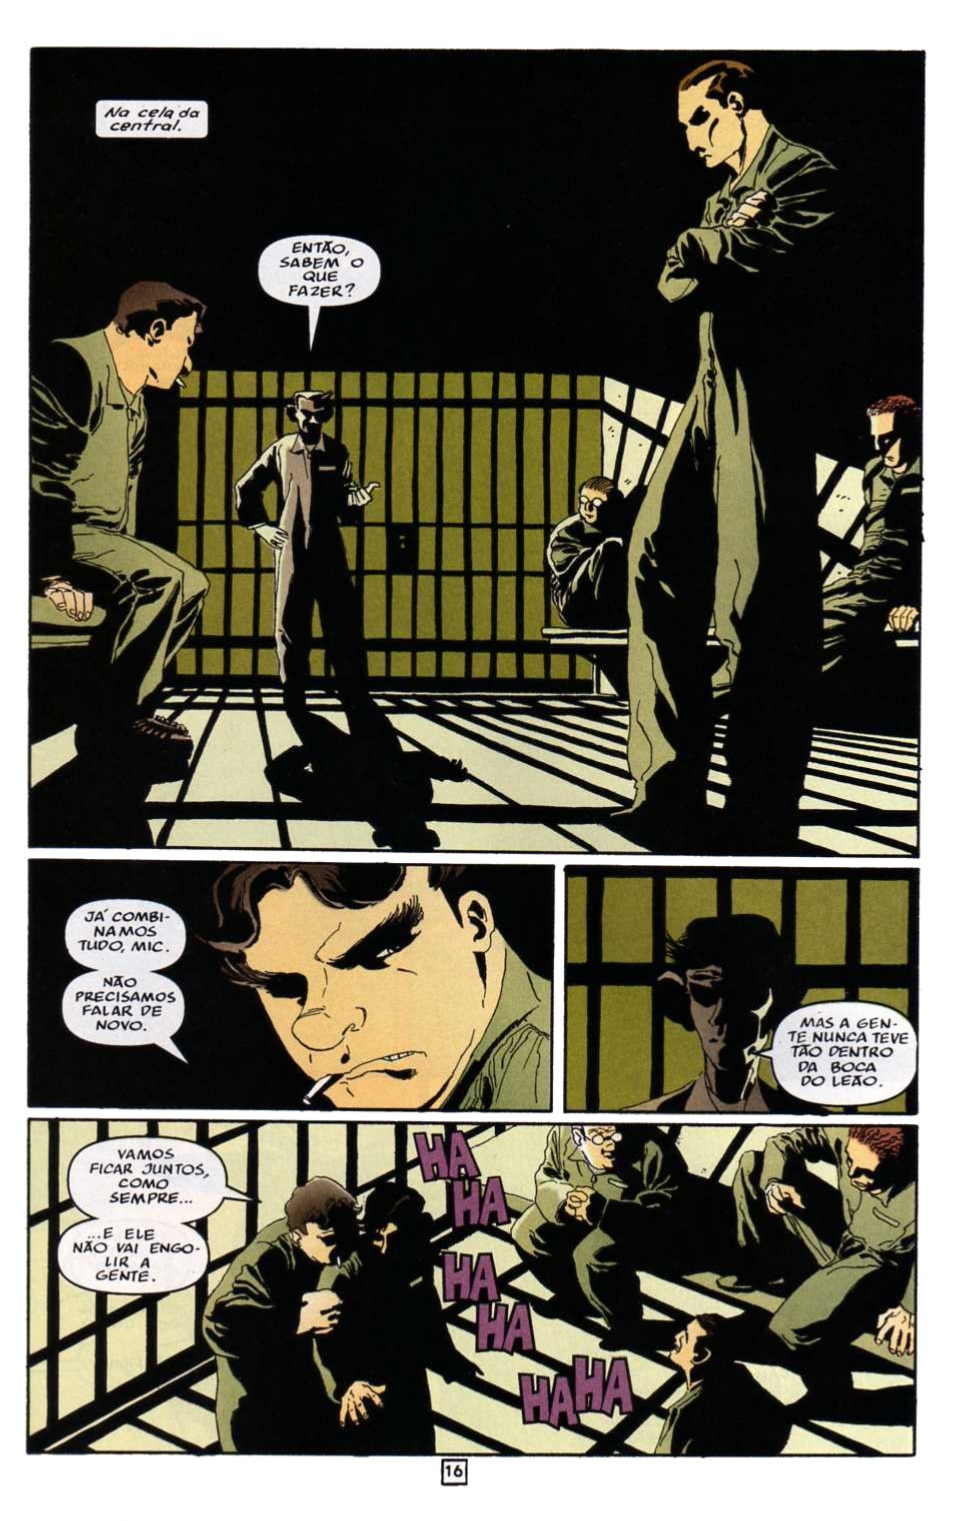 Na cela da
central.
ENTÃO,
SABEM O
QUE
FAZER?
JÁ COMBI-
NAMOS
TUDO, MIC.
NÃO
PRECISAMOS
FALAR DE
NOVO.
MAS A GEN-
TE NUNCA TEVE
TÃO DENTRO
DA BOCA
DO LEÃO.
VAMOS
FICAR JUNTOS,
COMO
SEMPRE...
...E ELE
NÃO VAI ENGO-
LIR A
GENTE.
HA
HA
HA
HA
HAHA
16